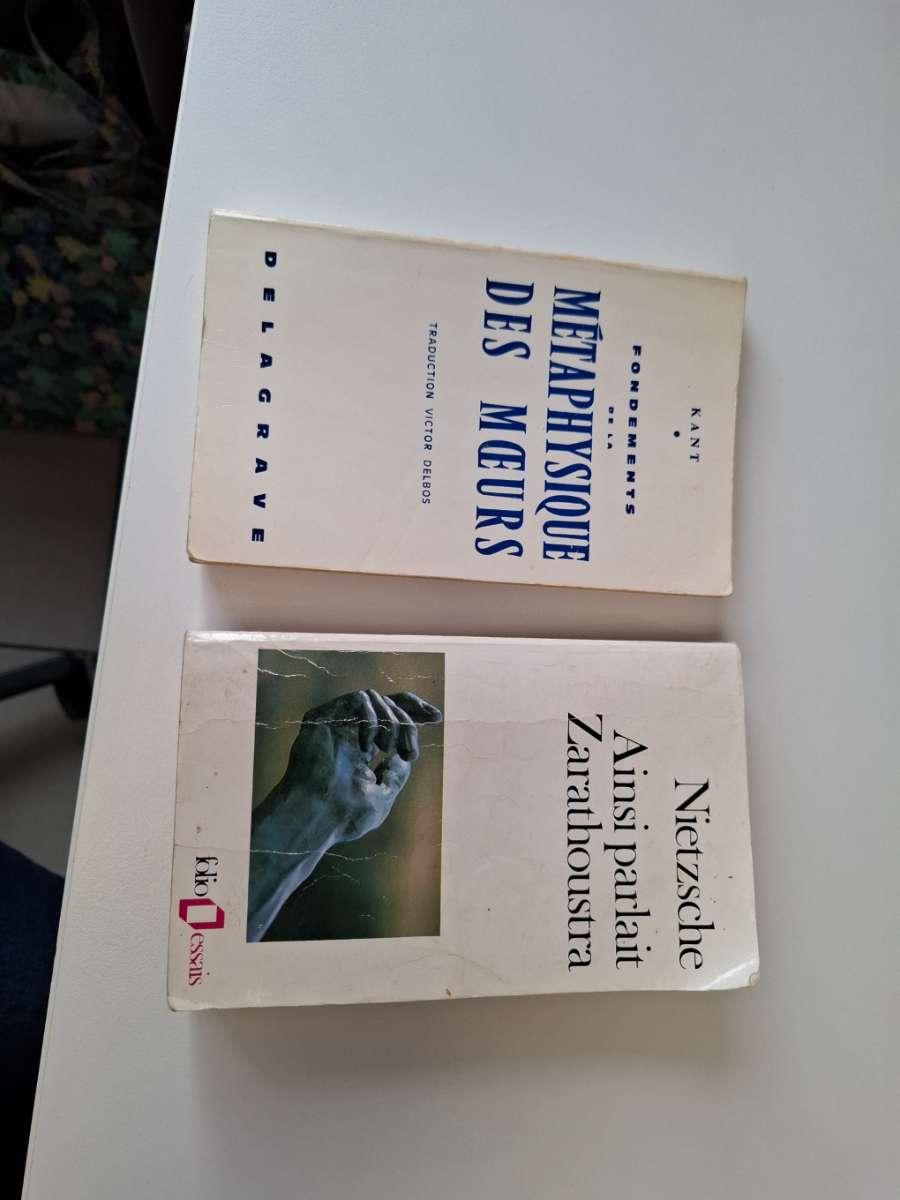 KANT
FONDEMENTS
DE LA
MÉTAPHYSIQUE
DES MŒURS
TRADUCTION VICTOR DELBOS
DELAGRAVE
Nietzsche
Ainsi parlait
Zarathoustra
folio essais